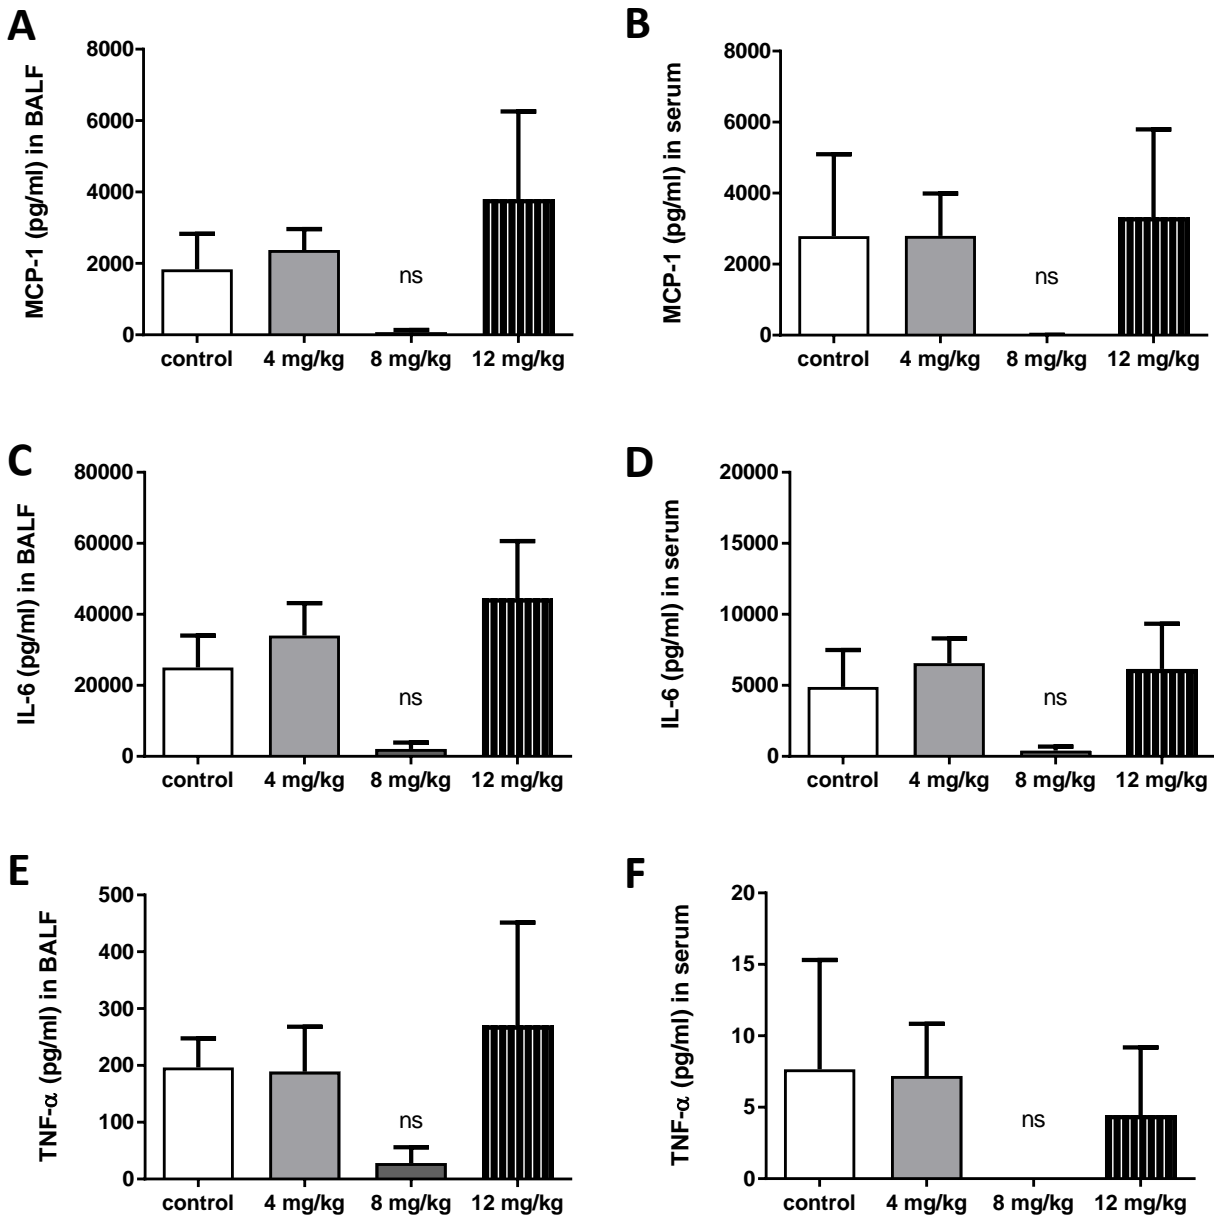 A
MCP-1 (pg/ml) in BALF
8000
6000
4000
2000
0
ns
control 4 mg/kg 8 mg/kg 12 mg/kg
B
MCP-1 (pg/ml) in serum
8000
6000
4000
2000
0
ns
control 4 mg/kg 8 mg/kg 12 mg/kg
C
IL-6 (pg/ml) in BALF
80000
60000
40000
20000
0
ns
control 4 mg/kg 8 mg/kg 12 mg/kg
D
IL-6 (pg/ml) in serum
20000
15000
10000
5000
0
ns
control 4 mg/kg 8 mg/kg 12 mg/kg
E
TNF-α (pg/ml) in BALF
500
400
300
200
100
0
ns
control 4 mg/kg 8 mg/kg 12 mg/kg
F
TNF-α (pg/ml) in serum
20
15
10
5
0
ns
control 4 mg/kg 8 mg/kg 12 mg/kg